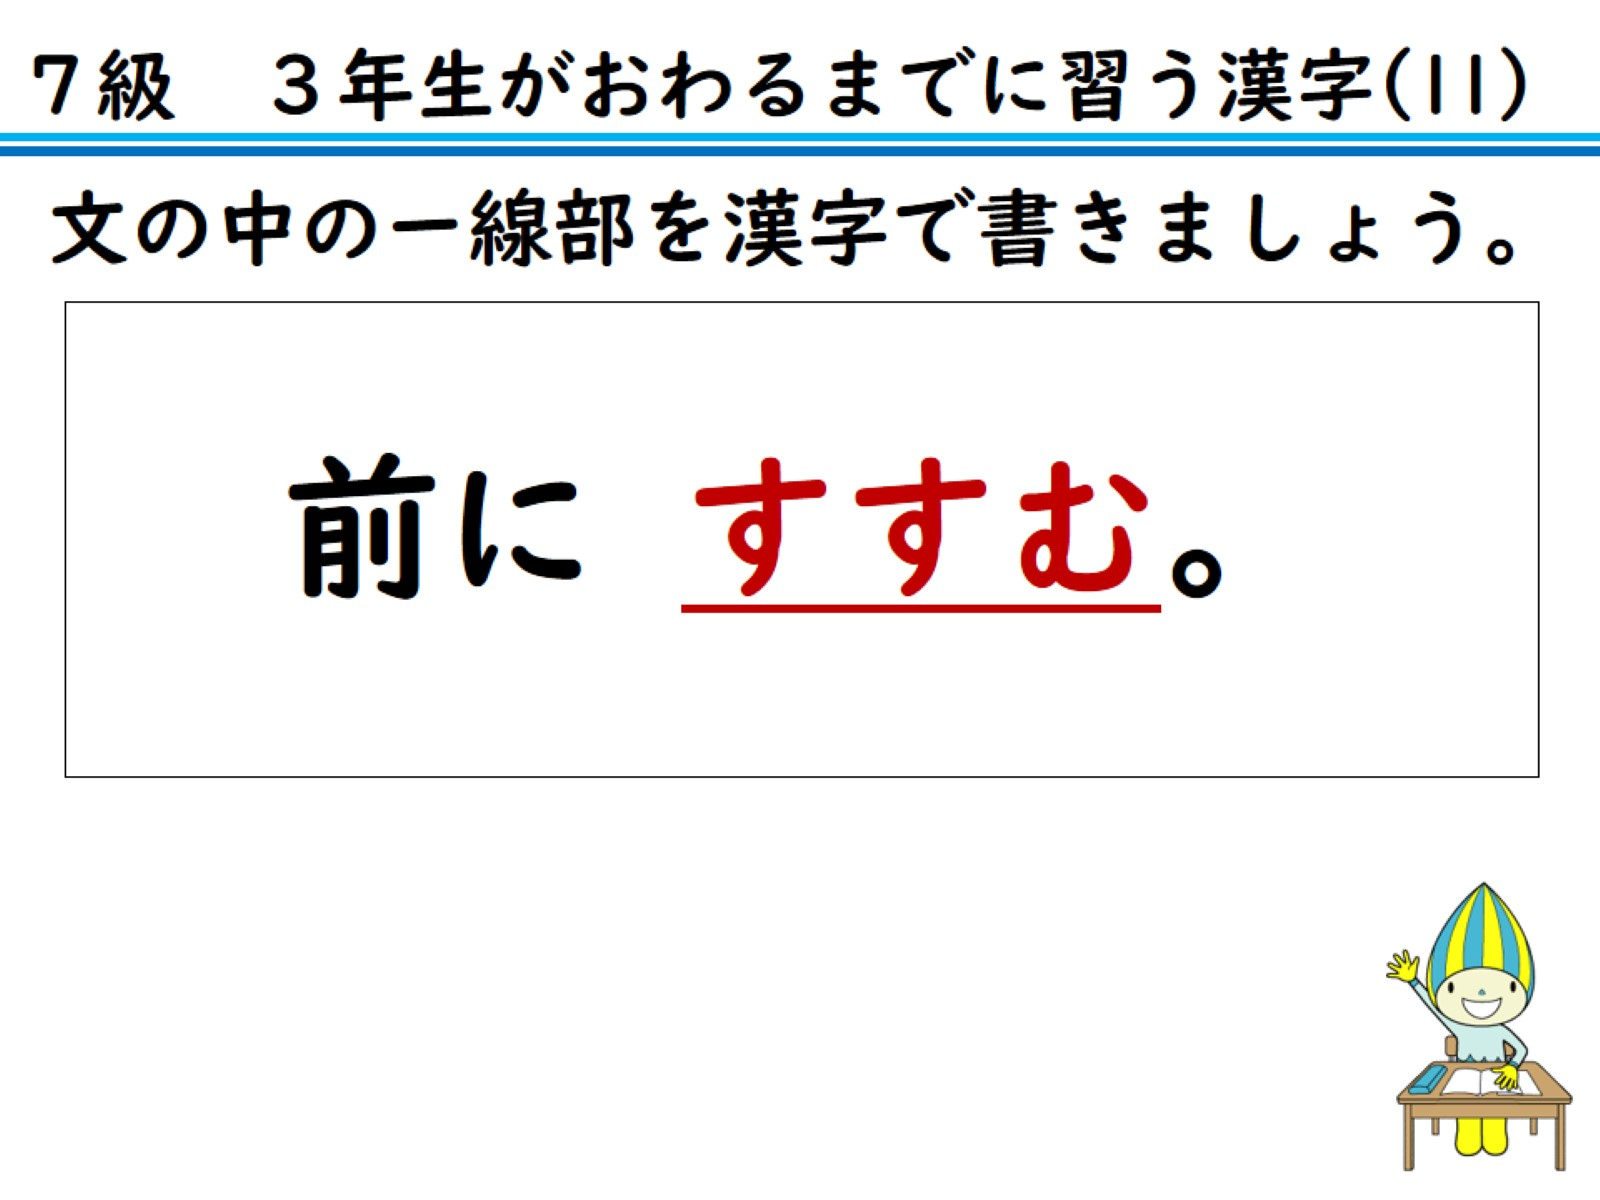 ７級　３年生がおわるまでに習う漢字(11)
文の中の一線部を漢字で書きましょう。
前に すすむ。